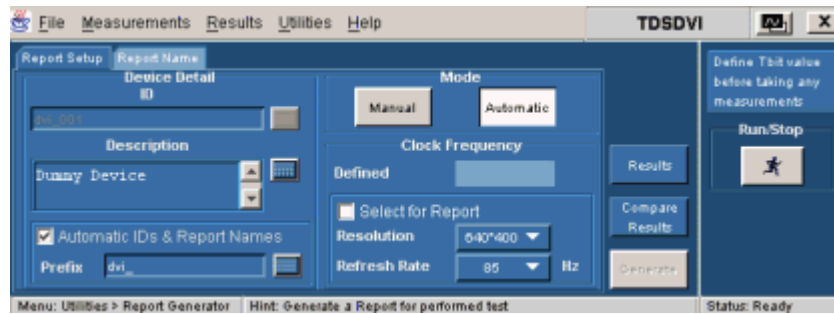 File Measurements Results Utilities Help TDSDVI X
Report Setup Report Name
Device Detail
ID
dvi_001
Description
Dummy Device
Automatic IDs & Report Names
Prefix dvi_
Mode
Manual Automatic
Clock Frequency
Defined
Select for Report
Resolution 640*400
Refresh Rate 85 Hz
Results
Compare
Results
Generate
Define Tbit value
before taking any
measurements
Run/Stop
Menu: Utilities > Report Generator Hint: Generate a Report for performed test Status: Ready